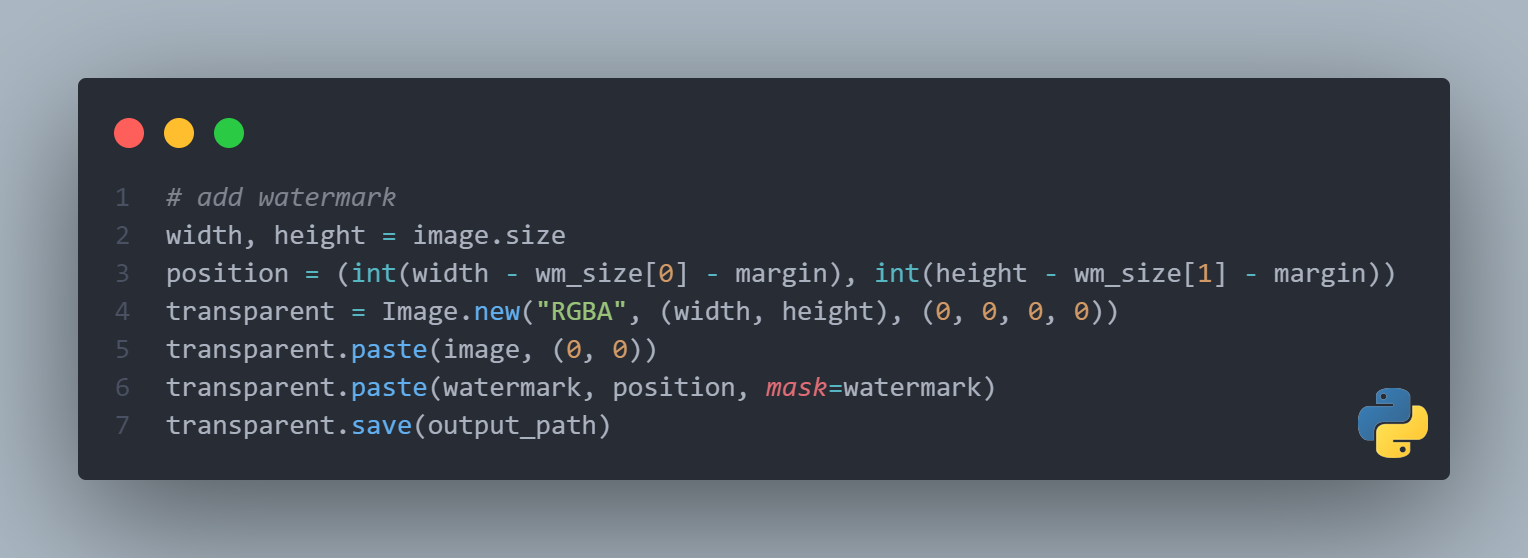 1 # add watermark
2 width, height = image.size
3 position = (int(width - wm_size[0] - margin), int(height - wm_size[1] - margin))
4 transparent = Image.new("RGBA", (width, height), (0, 0, 0, 0))
5 transparent.paste(image, (0, 0))
6 transparent.paste(watermark, position, mask=watermark)
7 transparent.save(output_path)